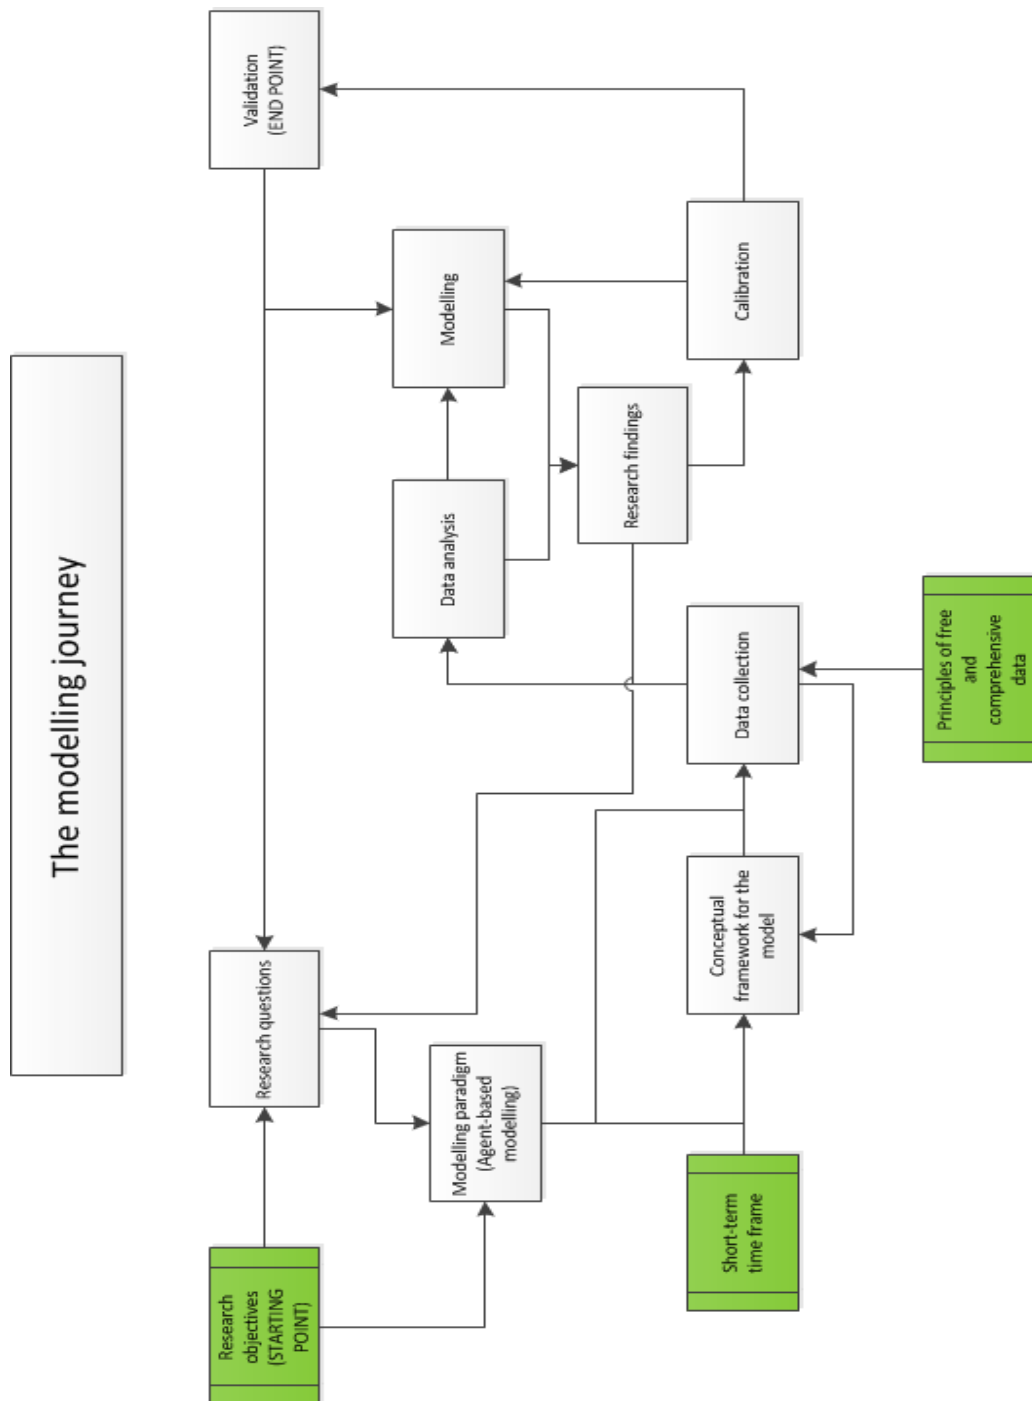 The modelling journey
Research
objectives
(STARTING
POINT)
Research questions
Validation
(END POINT)
Modelling paradigm
(Agent-based
modelling)
Data analysis
Modelling
Research findings
Short-term
time frame
Conceptual
framework for the
model
Data collection
Calibration
Principles of free
and
comprehensive
data